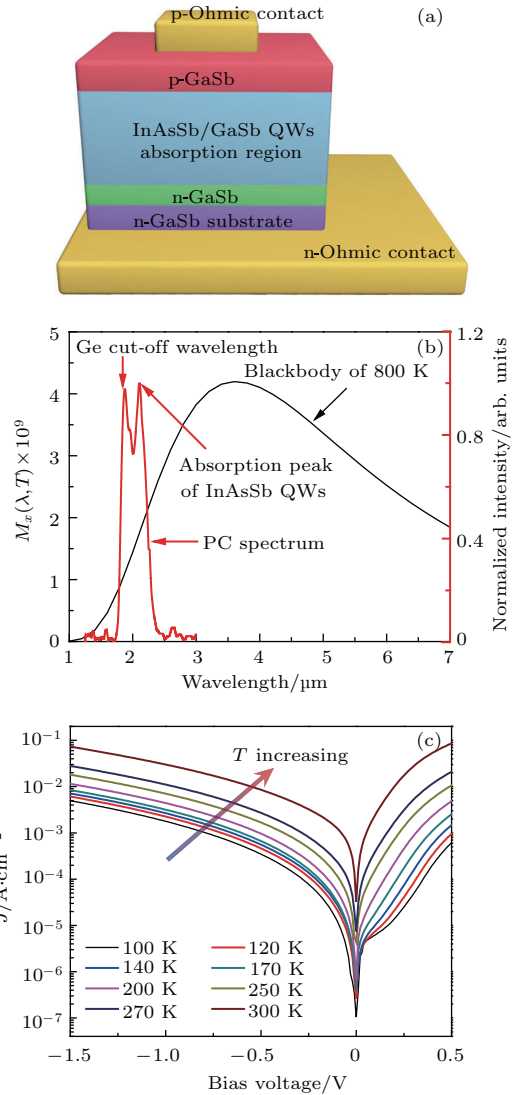 (a)
p-Ohmic contact
p-GaSb
InAsSb/GaSb QWs
absorption region
n-GaSb
n-GaSb substrate
n-Ohmic contact
(b)
5
4
3
2
1
0
Mₓ(λ,T)×10⁹
Ge cut-off wavelength
Blackbody of 800 K
Absorption peak
of InAsSb QWs
PC spectrum
1.2
0.8
0.4
0
Normalized intensity/arb. units
1 2 3 4 5 6 7
Wavelength/µm
(c)
T increasing
10⁻¹
10⁻²
10⁻³
10⁻⁴
10⁻⁵
10⁻⁶
10⁻⁷
100 K 120 K
140 K 170 K
200 K 250 K
270 K 300 K
−1.5 −1.0 −0.5 0 0.5
Bias voltage/V